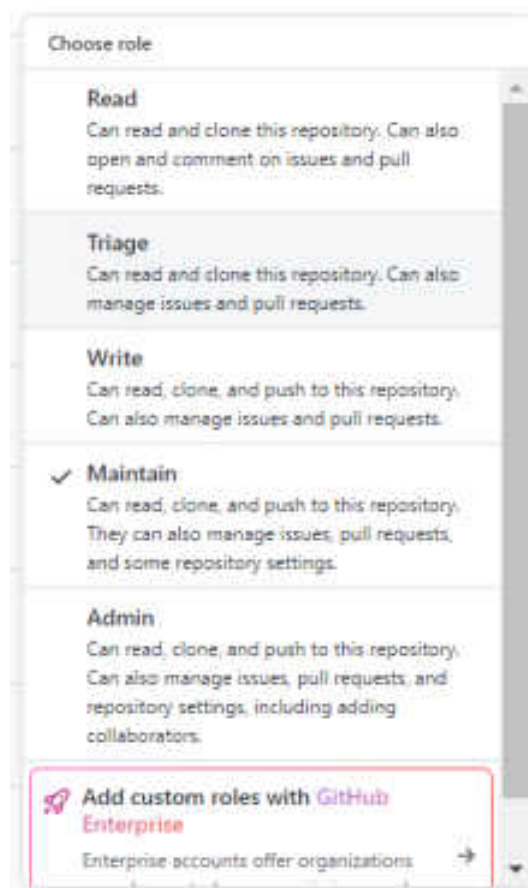 Choose role
Read
Can read and clone this repository. Can also
open and comment on issues and pull
requests.
Triage
Can read and clone this repository. Can also
manage issues and pull requests.
Write
Can read, clone, and push to this repository.
Can also manage issues and pull requests.
Maintain
Can read, clone, and push to this repository.
They can also manage issues, pull requests,
and some repository settings.
Admin
Can read, clone, and push to this repository.
Can also manage issues, pull requests, and
repository settings, including adding
collaborators.
Add custom roles with GitHub
Enterprise
Enterprise accounts offer organizations